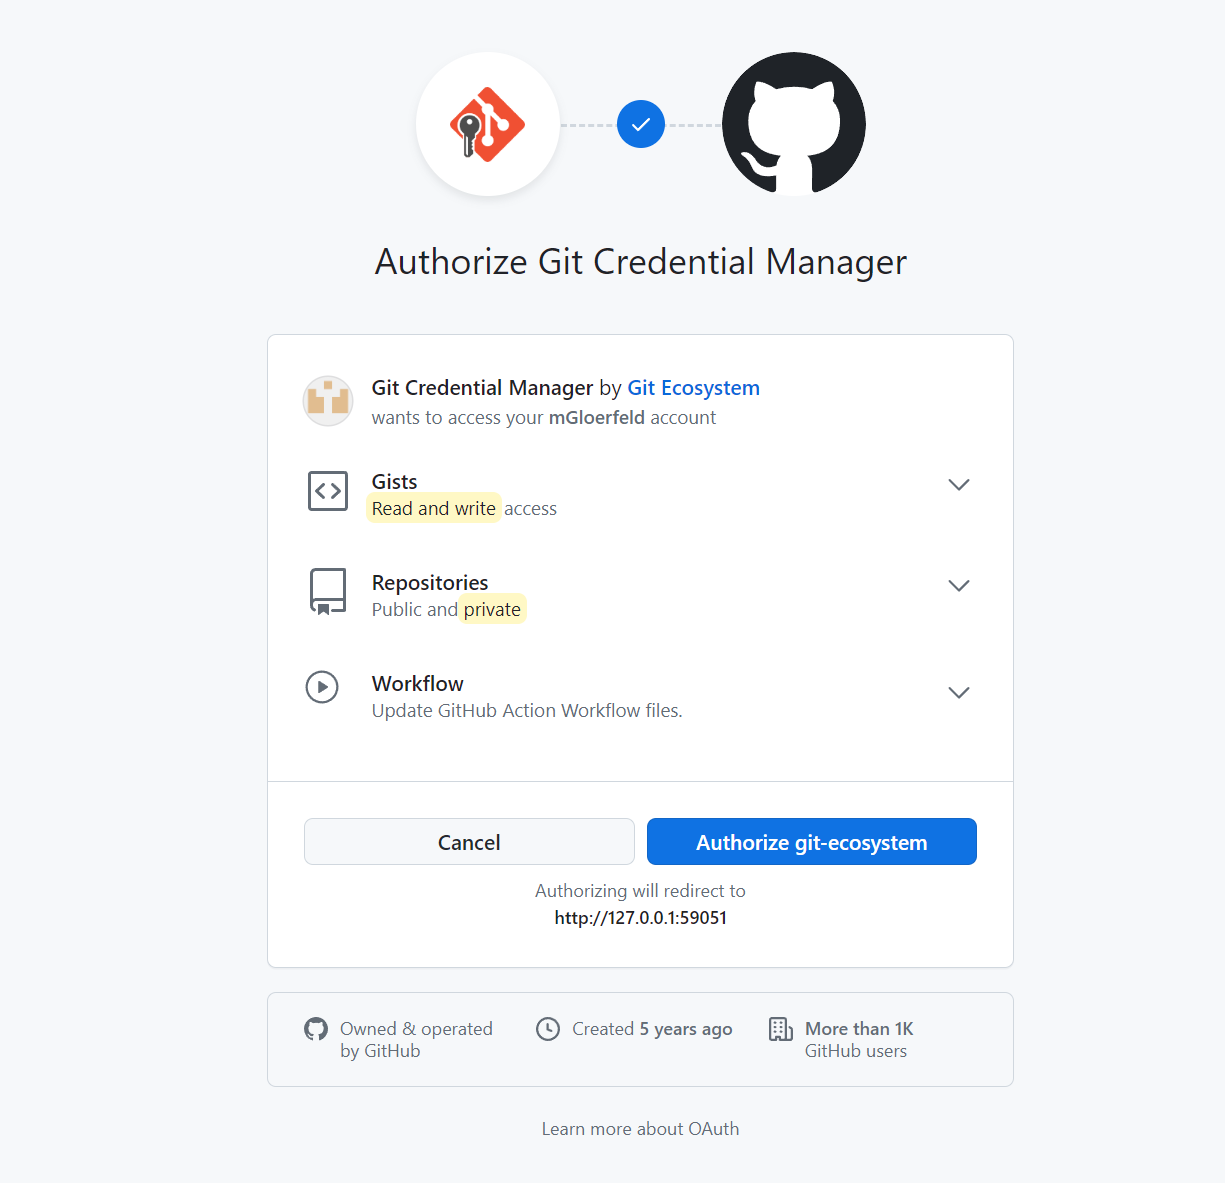 Authorize Git Credential Manager
Git Credential Manager by Git Ecosystem
wants to access your mGloerfeld account
Gists
Read and write access
Repositories
Public and private
Workflow
Update GitHub Action Workflow files.
Cancel
Authorize git-ecosystem
Authorizing will redirect to
http://127.0.0.1:59051
Owned & operated
by GitHub
Created 5 years ago
More than 1K
GitHub users
Learn more about OAuth